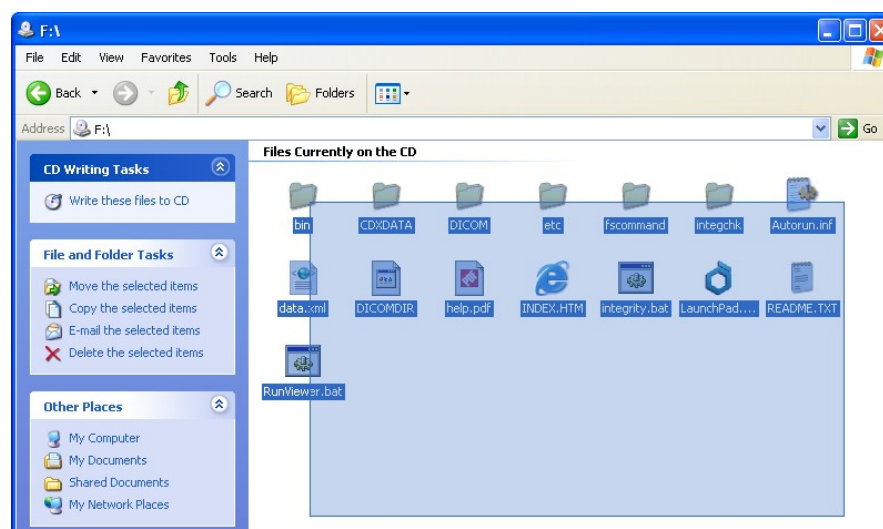 F:\
File Edit View Favorites Tools Help
Back Search Folders
Address F:\ Go
CD Writing Tasks
Write these files to CD
File and Folder Tasks
Move the selected items
Copy the selected items
E-mail the selected items
Delete the selected items
Other Places
My Computer
My Documents
Shared Documents
My Network Places
Files Currently on the CD
bin CDXDATA DICOM etc fscommand integchk Autorun.inf
data.xml DICOMDIR help.pdf INDEX.HTM integrity.bat LaunchPad.... README.TXT
RunViewer.bat